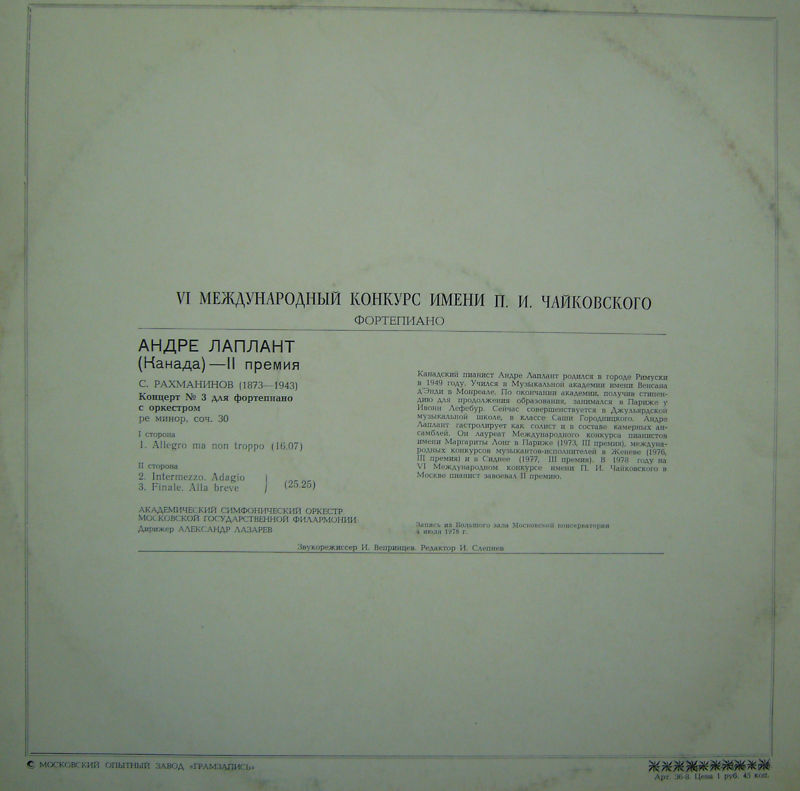 VI МЕЖДУНАРОДНЫЙ КОНКУРС ИМЕНИ П. И. ЧАЙКОВСКОГО
ФОРТЕПИАНО
АНДРЕ ЛАПЛАНТ
(Канада)—II премия
С. РАХМАНИНОВ (1873—1943)
Концерт № 3 для фортепиано
с оркестром
ре минор, соч. 30
I сторона
1. Allegro ma non troppo (16.07)
II сторона
2. Intermezzo. Adagio
3. Finale. Alla breve
(25.25)
АКАДЕМИЧЕСКИЙ СИМФОНИЧЕСКИЙ ОРКЕСТР
МОСКОВСКОЙ ГОСУДАРСТВЕННОЙ ФИЛАРМОНИИ
Дирижер АЛЕКСАНДР ЛАЗАРЕВ
Канадский пианист Андре Лаплант родился в городе Римуски
в 1949 году. Учился в Музыкальной академии имени Венсана
д'Энди в Монреале. По окончании академии, получив стипен-
дию для продолжения образования, занимался в Париже у
Ивонн Лефебур. Сейчас совершенствуется в Джульярдской
музыкальной школе, в классе Саши Городницкого. Андре
Лаплант гастролирует как солист и в составе камерных ан-
самблей. Он лауреат Международного конкурса пианистов
имени Маргариты Лонг в Париже (1973, III премия), междуна-
родных конкурсов музыкантов-исполнителей в Женеве (1976,
III премия) и в Сиднее (1977, III премия). В 1978 году на
VI Международном конкурсе имени П. И. Чайковского в
Москве пианист завоевал II премию.
Запись из Большого зала Московской консерватории
4 июля 1978 г.
Звукорежиссер И. Вепринцев. Редактор И. Слепнев
МОСКОВСКИЙ ОПЫТНЫЙ ЗАВОД «ГРАМЗАПИСЬ»
Арт. 36-8. Цена 1 руб. 45 коп.